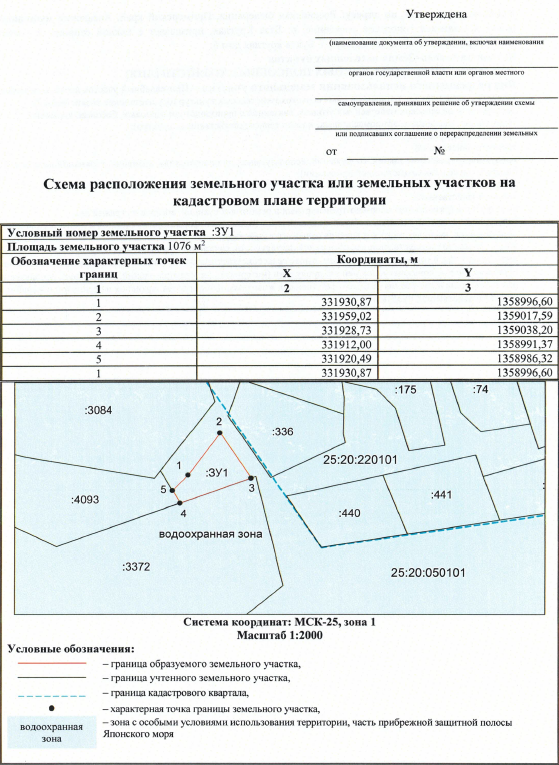 Утверждена
(наименование документа об утверждении, включая наименования
органов государственной власти или органов местного
самоуправления, принявших решение об утверждении схемы
или подписавших соглашение о перераспределении земельных
от № 
Схема расположения земельного участка или земельных участков на
кадастровом плане территории
Условный номер земельного участка :ЗУ1
Площадь земельного участка 1076 м²
Обозначение характерных точек границ Координаты, м
X Y
1 2 3
1 331930,87 1358996,60
2 331959,02 1359017,59
3 331928,73 1359038,20
4 331912,00 1358991,37
5 331920,49 1358986,32
1 331930,87 1358996,60
:3084
:175
:74
2
:336
1
:ЗУ1
25:20:220101
5
3
:4093
4
:440
:441
водоохранная зона
:3372
25:20:050101
Система координат: МСК-25, зона 1
Масштаб 1:2000
Условные обозначения:
– граница образуемого земельного участка,
– граница учтенного земельного участка,
– граница кадастрового квартала,
– характерная точка границы земельного участка,
водоохранная зона
– зона с особыми условиями использования территории, часть прибрежной защитной полосы
Японского моря